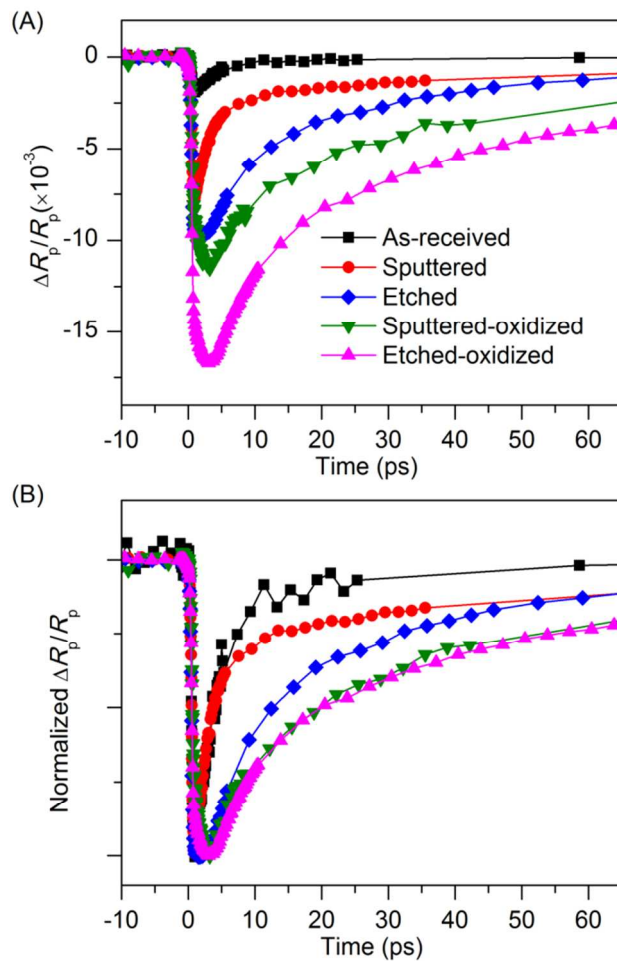 (A)
0
-5
-10
-15
ΔRp/Rp (×10-3)
As-received
Sputtered
Etched
Sputtered-oxidized
Etched-oxidized
-10 0 10 20 30 40 50 60
Time (ps)
(B)
Normalized ΔRp/Rp
-10 0 10 20 30 40 50 60
Time (ps)